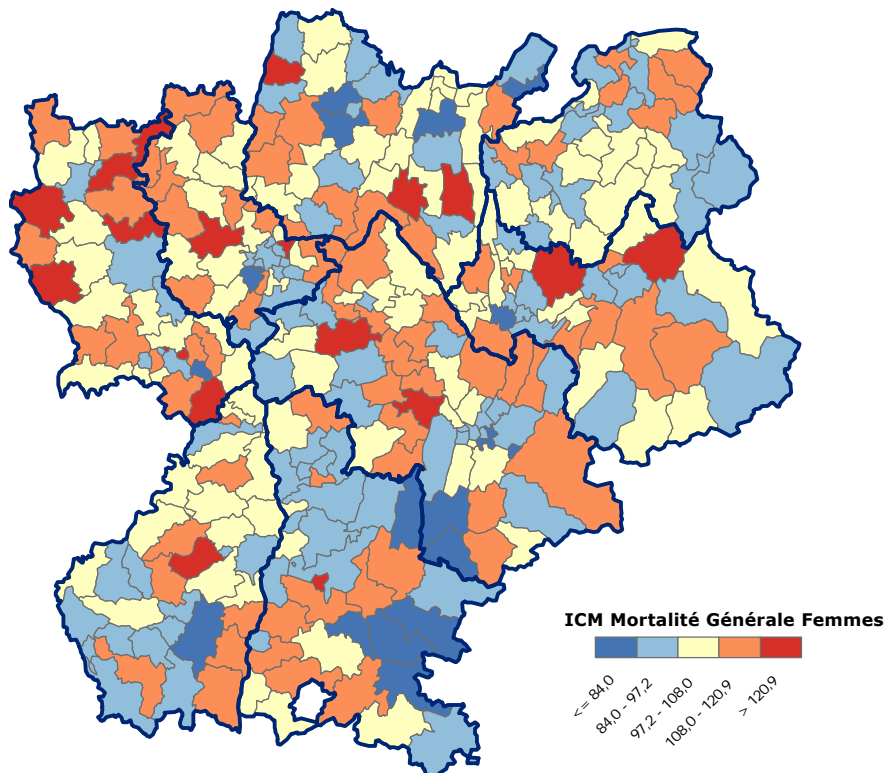 ICM Mortalité Générale Femmes
<= 84,0
84,0 - 97,2
97,2 - 108,0
108,0 - 120,9
> 120,9